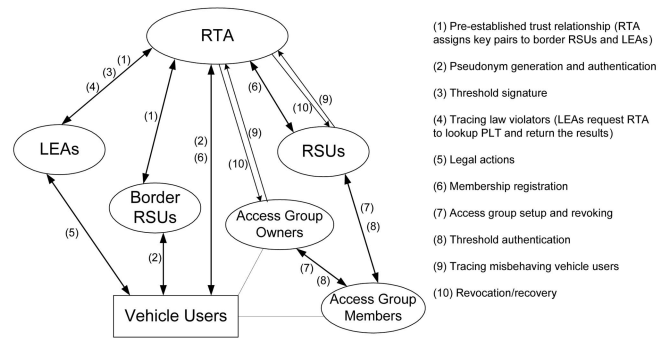 RTA
(1)
(3)
(4)
(1)
(2)
(6)
(9)
(10)
(6)
(9)
(10)
LEAs
Border
RSUs
Access Group
Owners
RSUs
(5)
(2)
(7)
(8)
(7)
(8)
Vehicle Users
Access Group
Members
(1) Pre-established trust relationship (RTA
assigns key pairs to border RSUs and LEAs)
(2) Pseudonym generation and authentication
(3) Threshold signature
(4) Tracing law violators (LEAs request RTA
to lookup PLT and return the results)
(5) Legal actions
(6) Membership registration
(7) Access group setup and revoking
(8) Threshold authentication
(9) Tracing misbehaving vehicle users
(10) Revocation/recovery